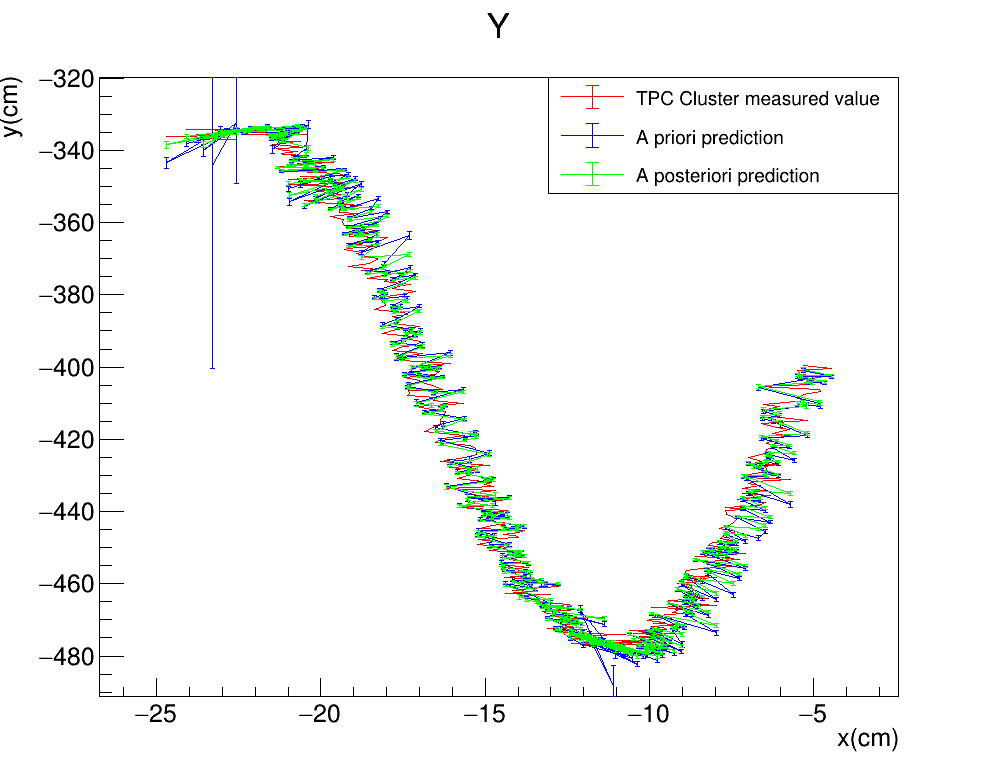 Y
y(cm)
−320
−340
−360
−380
−400
−420
−440
−460
−480
TPC Cluster measured value
A priori prediction
A posteriori prediction
−25 −20 −15 −10 −5
x(cm)